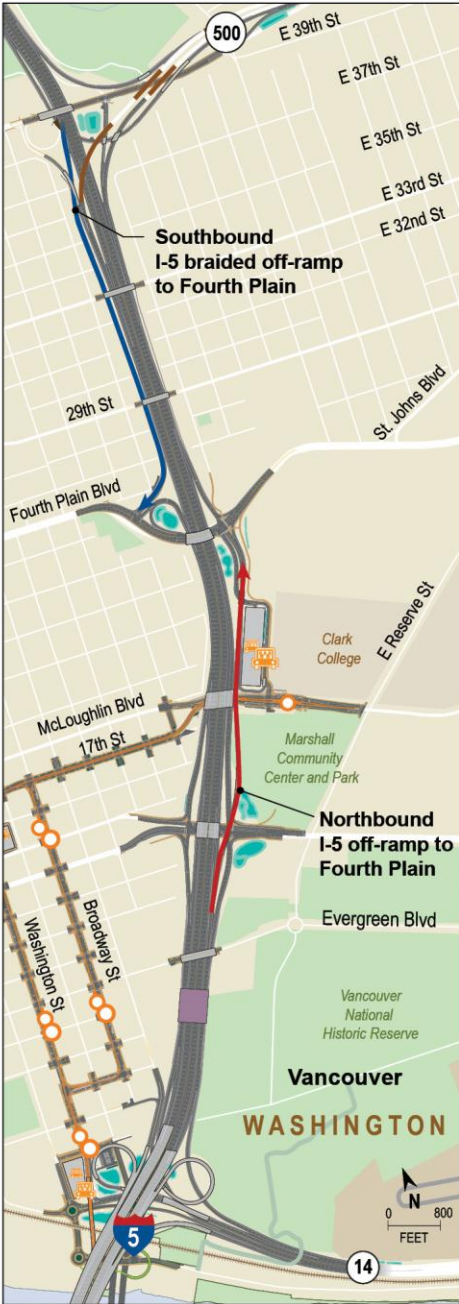 500
E 39th St
E 37th St
E 35th St
E 33rd St
E 32nd St
Southbound
I-5 braided off-ramp
to Fourth Plain
29th St
St. Johns Blvd
Fourth Plain Blvd
E Reserve St
Clark
College
McLoughlin Blvd
17th St
Marshall
Community
Center and Park
Northbound
I-5 off-ramp to
Fourth Plain
Broadway St
Washington St
Evergreen Blvd
Vancouver
National
Historic Reserve
Vancouver
WASHINGTON
N
0 800
FEET
5
14